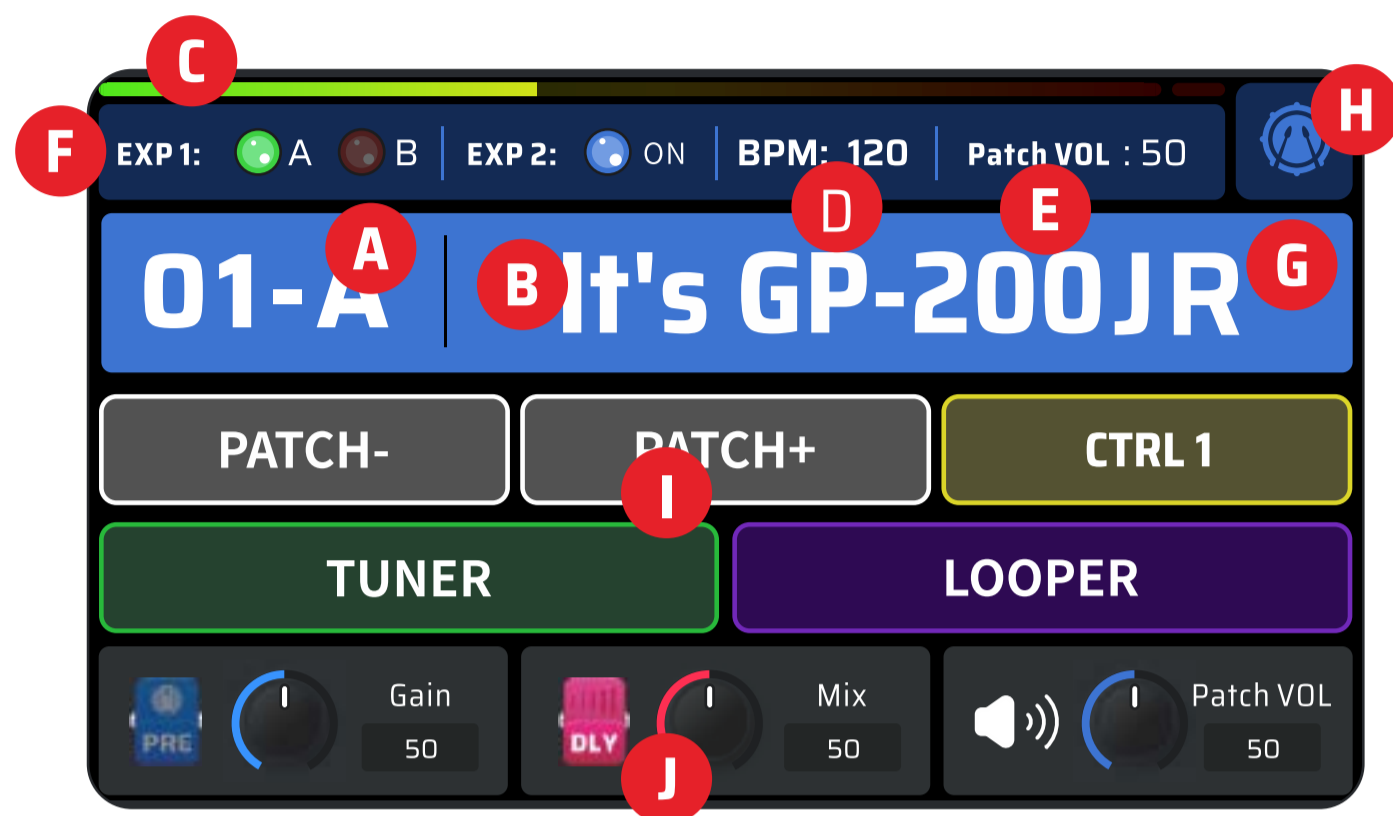 C
H
F
EXP 1: A B EXP 2: ON BPM: 120 Patch VOL : 50
A D E
01-A B It's GP-200JR G
PATCH- PATCH+ CTRL 1
I
TUNER LOOPER
Gain Mix Patch VOL
PRE 50 DLY 50 50
J